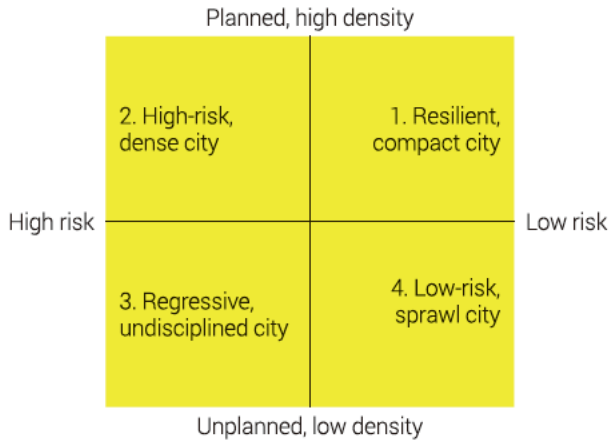 Planned, high density
2. High-risk,
dense city
1. Resilient,
compact city
High risk
Low risk
3. Regressive,
undisciplined city
4. Low-risk,
sprawl city
Unplanned, low density